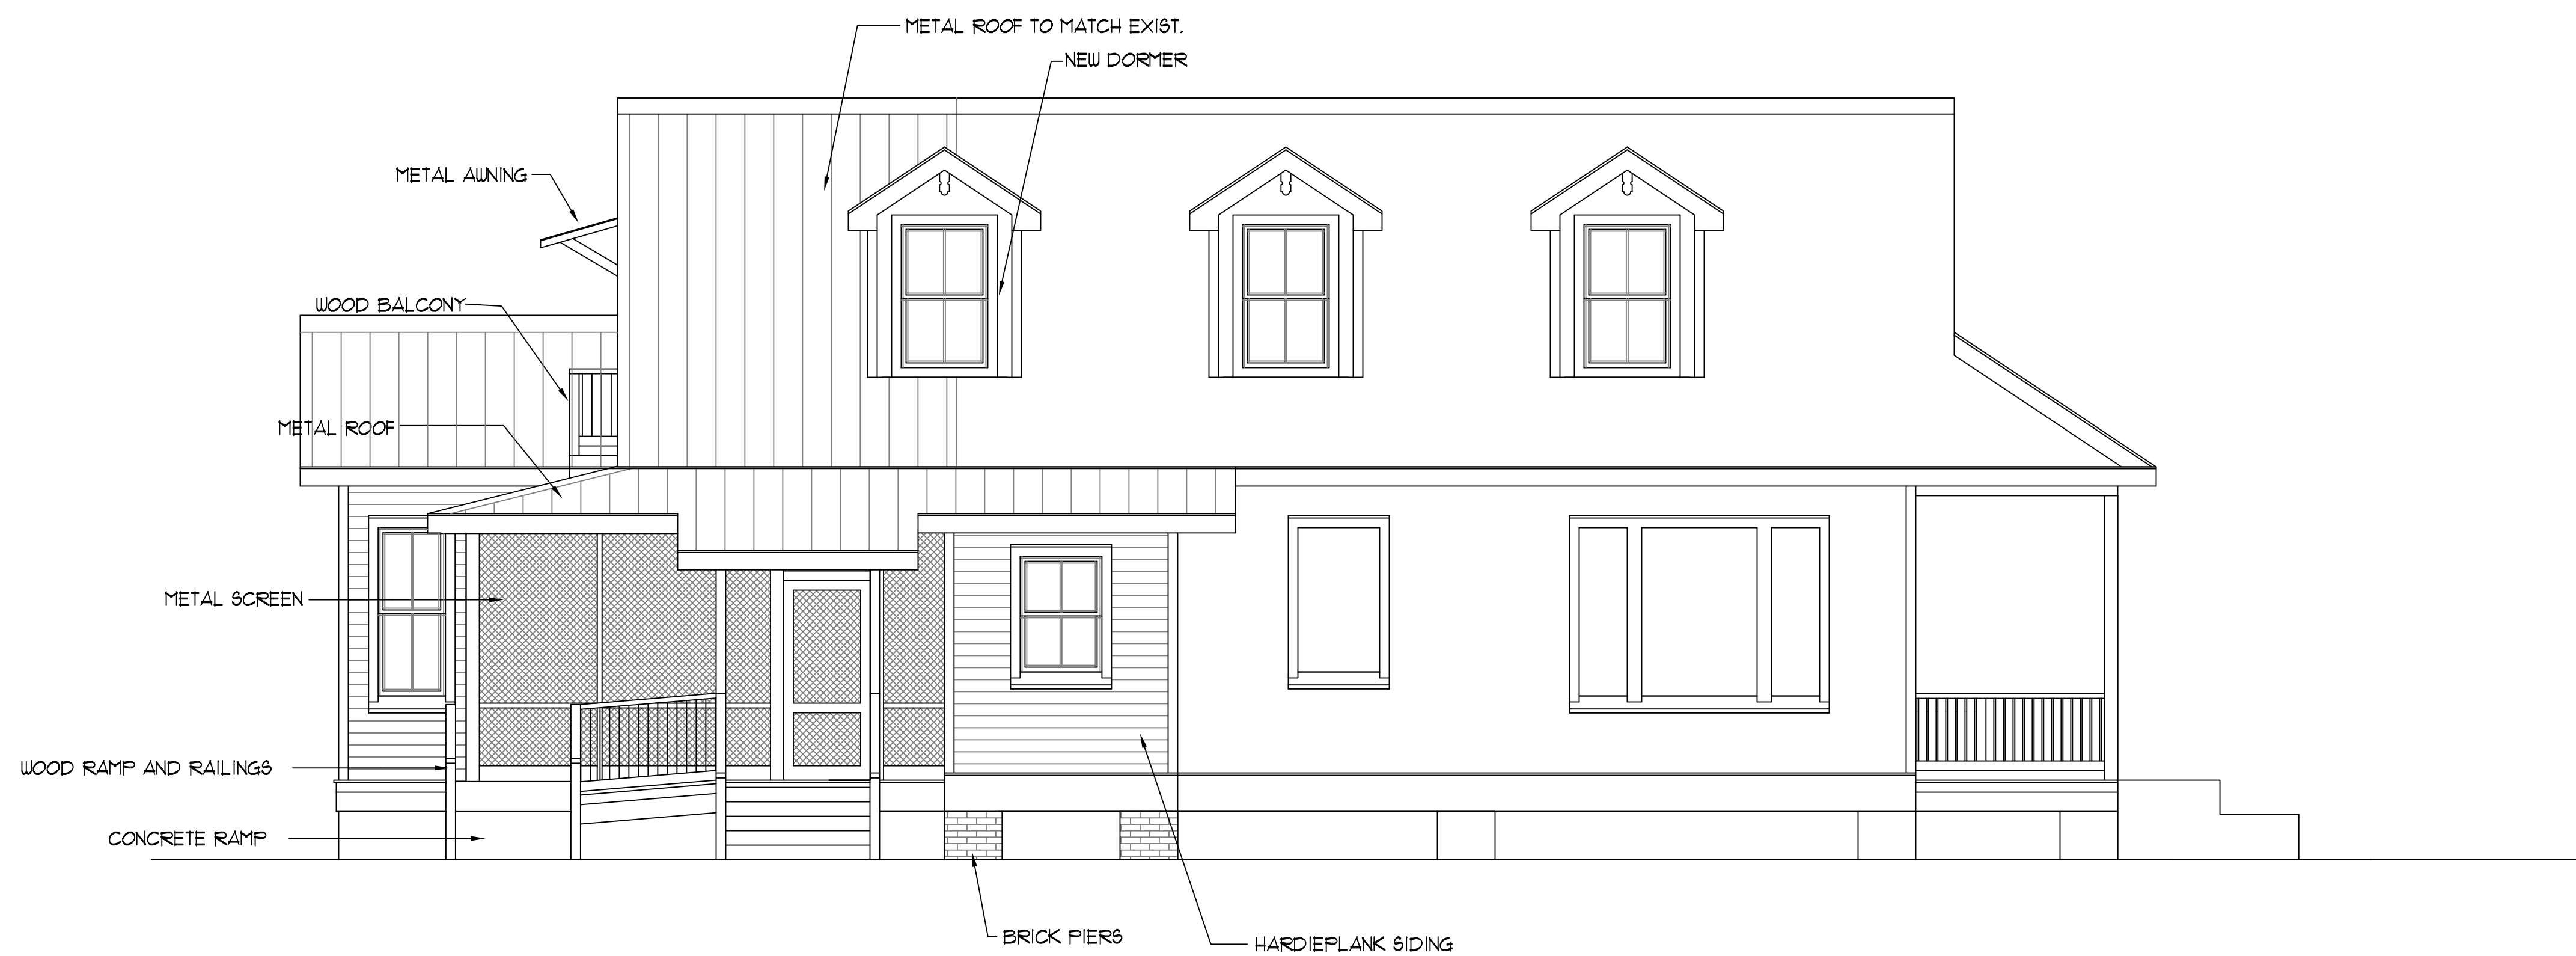 METAL ROOF TO MATCH EXIST.
NEW DORMER
METAL AWNING
WOOD BALCONY
METAL ROOF
METAL SCREEN
WOOD RAMP AND RAILINGS
CONCRETE RAMP
BRICK PIERS
HARDIEPLANK SIDING